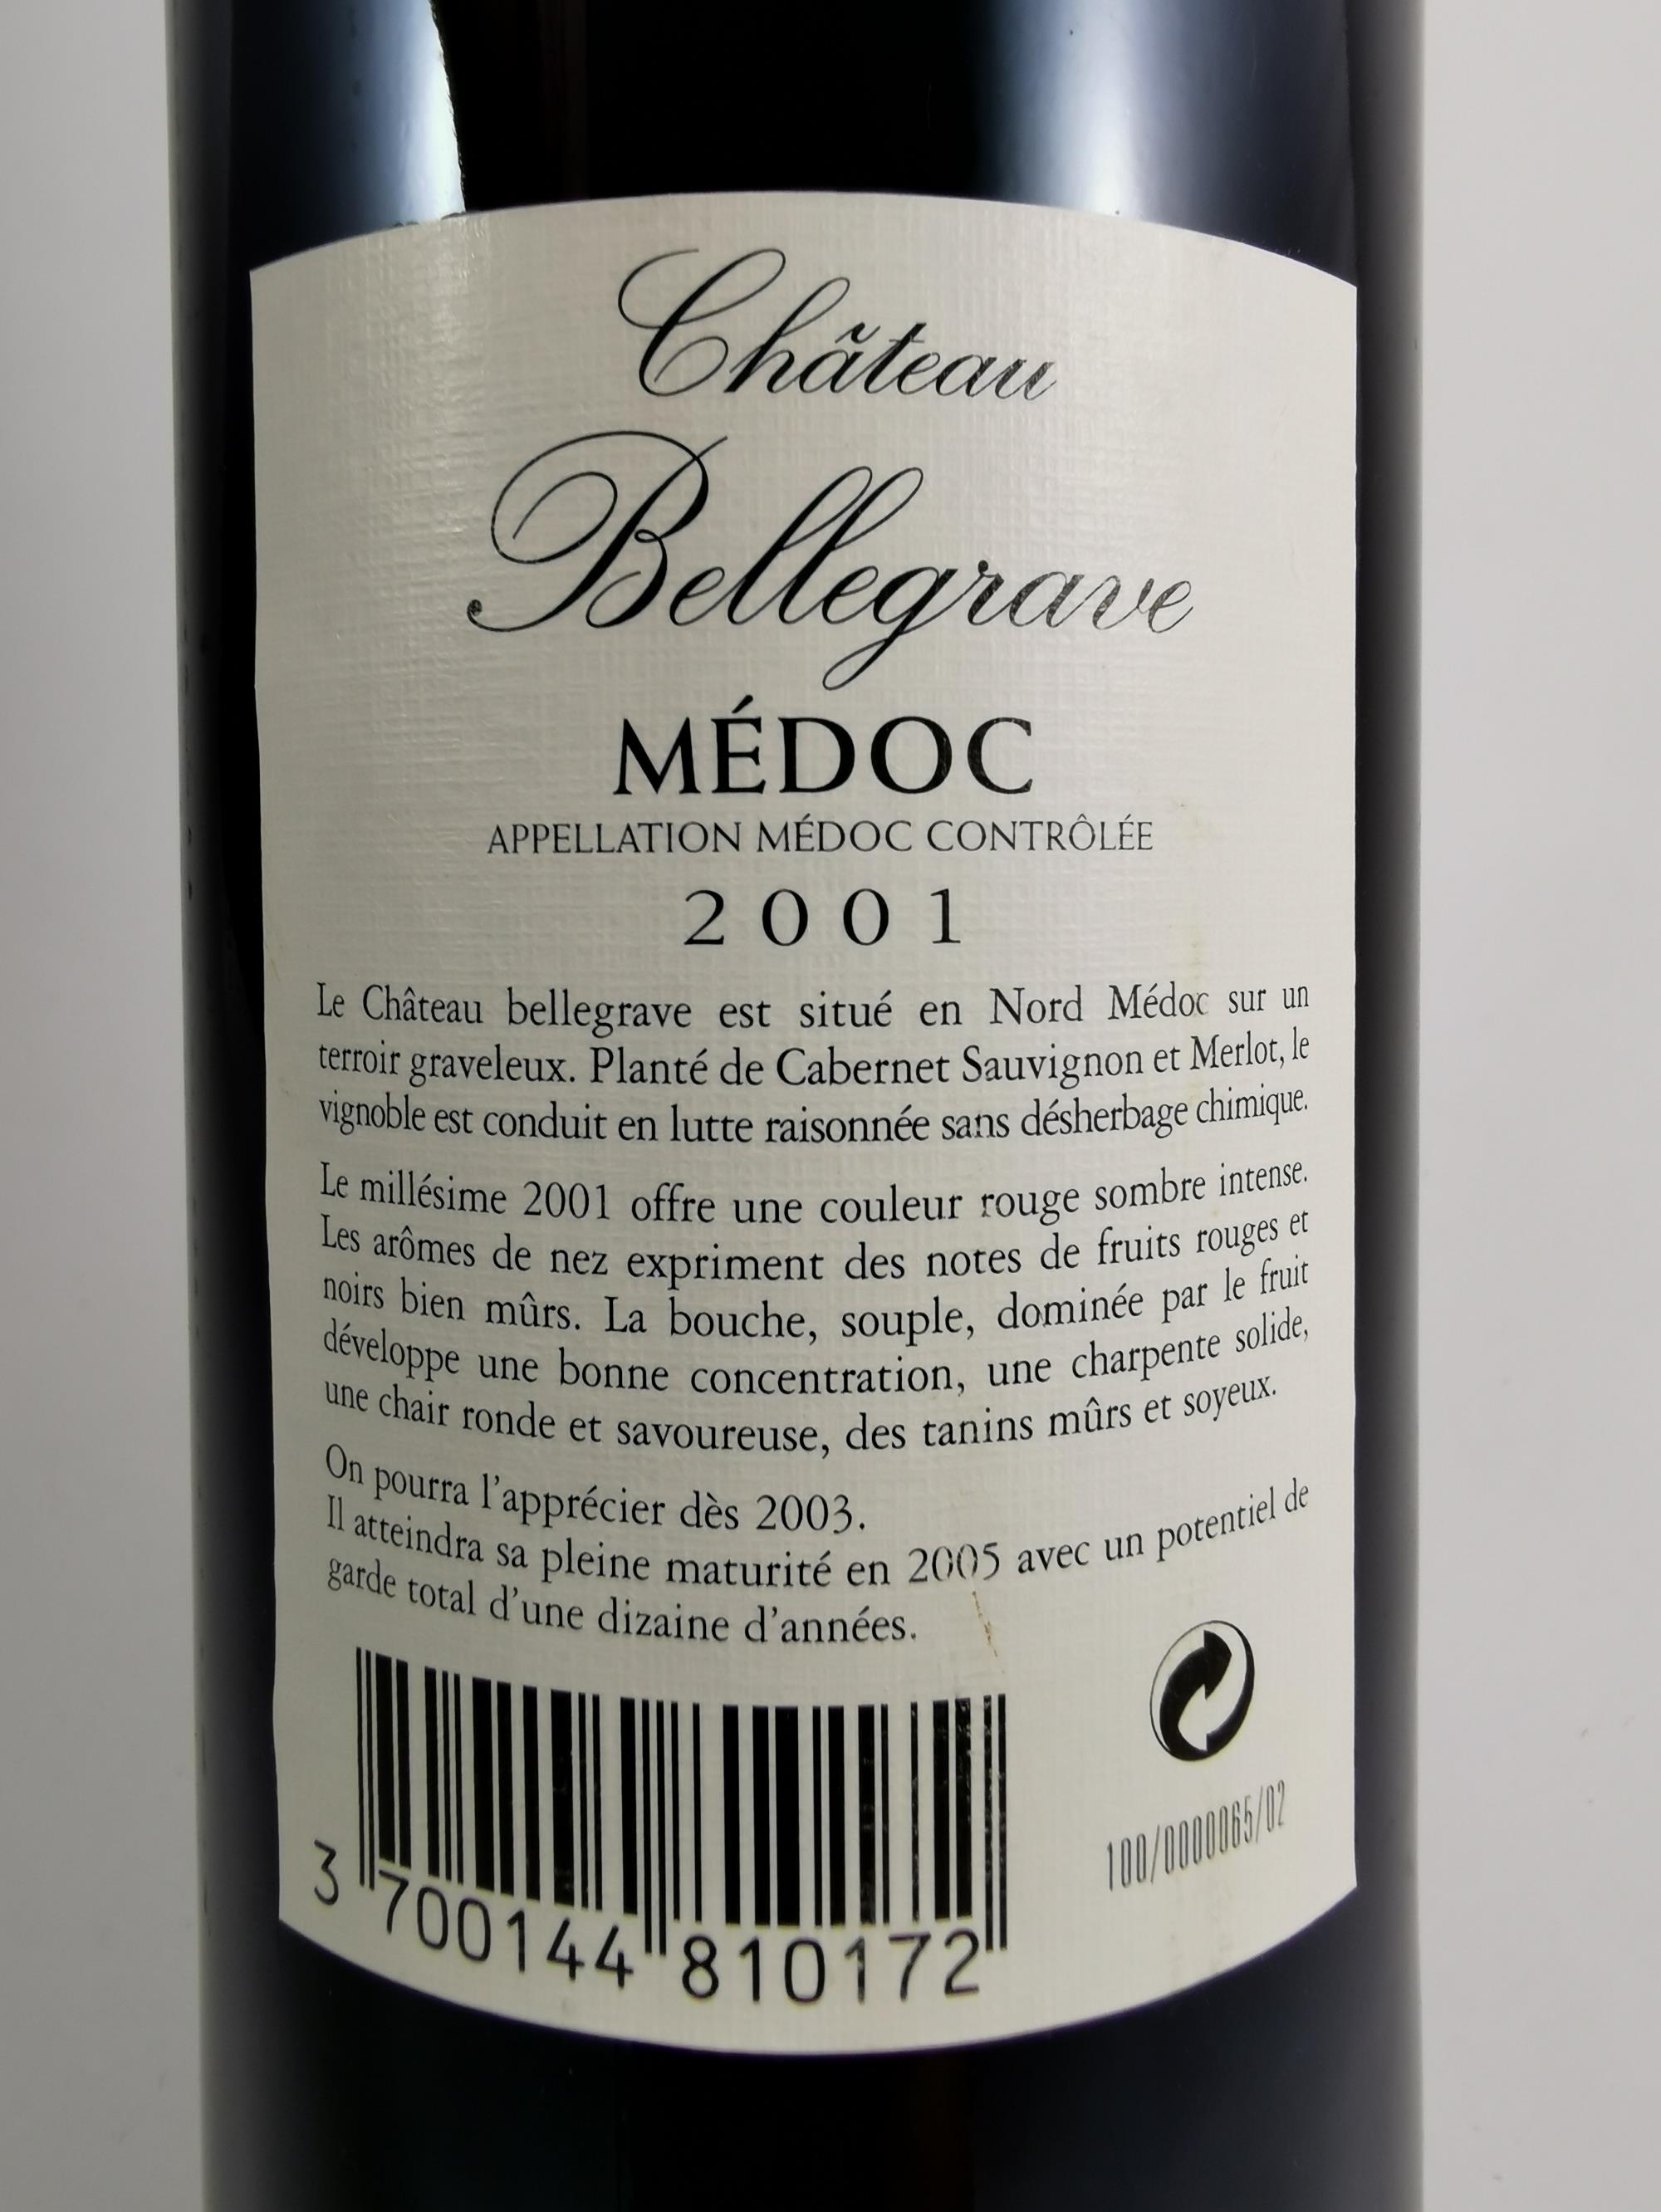 Château
Bellegrave
MÉDOC
APPELLATION MÉDOC CONTRÔLÉE
2001
Le Château bellegrave est situé en Nord Médoc sur un
terroir graveleux. Planté de Cabernet Sauvignon et Merlot, le
vignoble est conduit en lutte raisonnée sans désherbage chimique.
Le millésime 2001 offre une couleur rouge sombre intense.
Les arômes de nez expriment des notes de fruits rouges et
noirs bien mûrs. La bouche, souple, dominée par le fruit
développe une bonne concentration, une charpente solide,
une chair ronde et savoureuse, des tanins mûrs et soyeux.
On pourra l'apprécier dès 2003.
Il atteindra sa pleine maturité en 2005 avec un potentiel de
garde total d'une dizaine d'années.
100/0000065/02
3 700144 810172